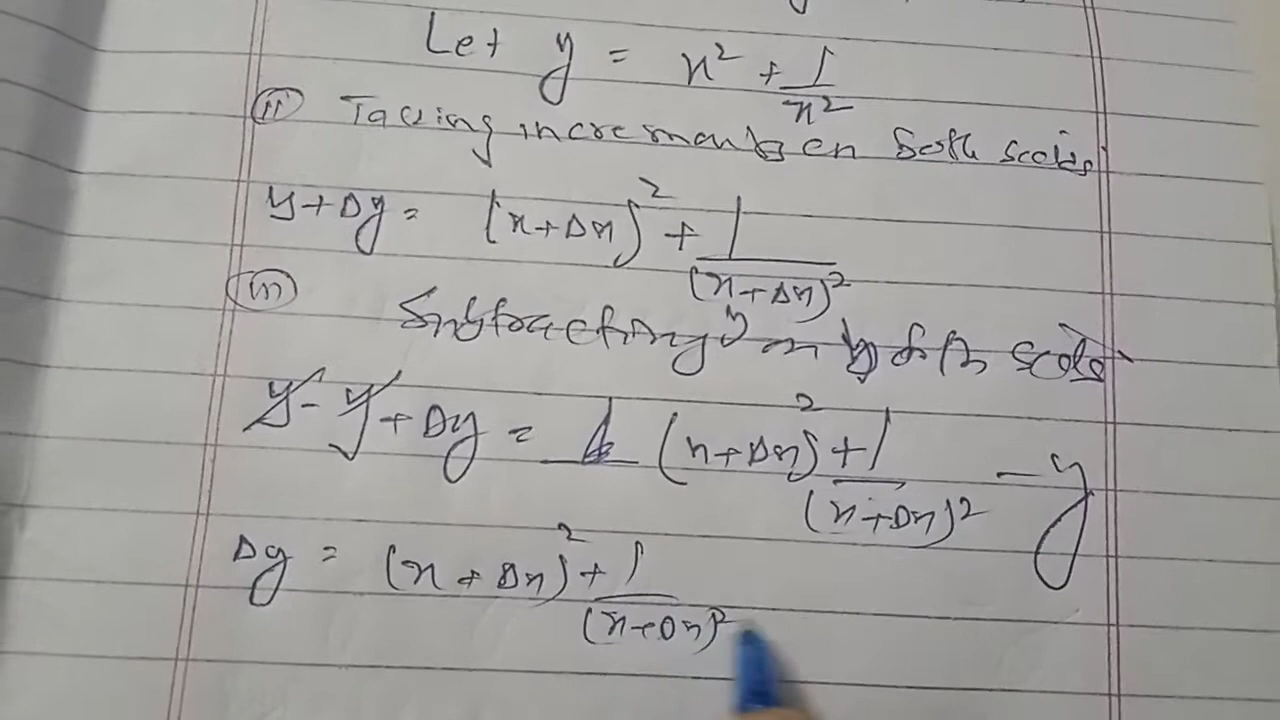 Let y = x² + 1/x²
(ii) Taking increments on both sides
y + Δy = (x + Δx)² + 1/(x + Δx)²
(iii) Subtracting y on both sides
y - y + Δy = (x + Δx)² + 1/(x + Δx)² - y
Δy = (x + Δx)² + 1/(x + Δx)²